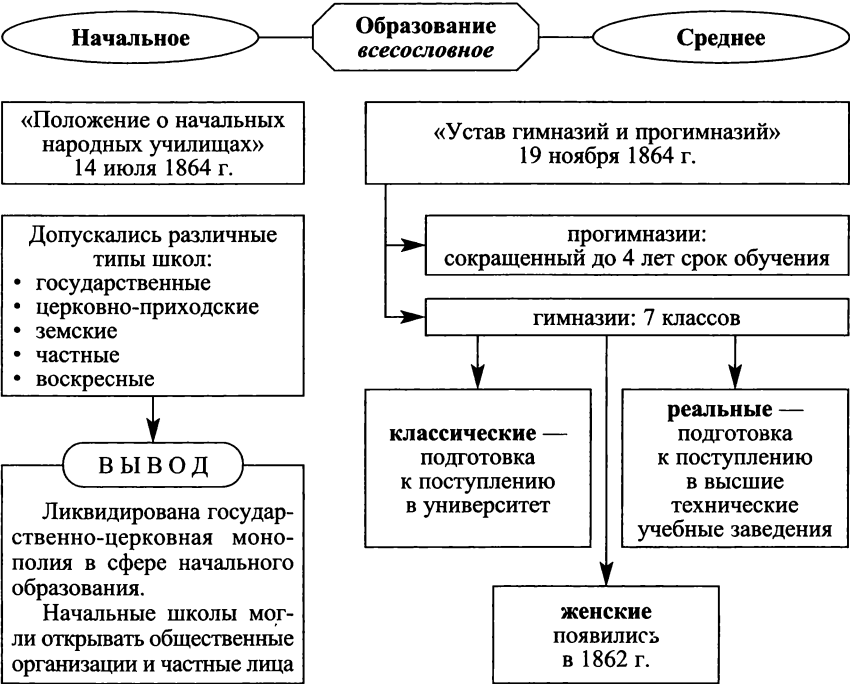 Начальное
Образование
всесословное
Среднее
«Положение о начальных
народных училищах»
14 июля 1864 г.
Допускались различные
типы школ:
• государственные
• церковно-приходские
• земские
• частные
• воскресные
ВЫВОД
Ликвидирована государ-
ственно-церковная моно-
полия в сфере начального
образования.
Начальные школы мог-
ли открывать общественные
организации и частные лица
«Устав гимназий и прогимназий»
19 ноября 1864 г.
прогимназии:
сокращенный до 4 лет срок обучения
гимназии: 7 классов
классические —
подготовка
к поступлению
в университет
реальные —
подготовка
к поступлению
в высшие
технические
учебные заведения
женские
появились
в 1862 г.